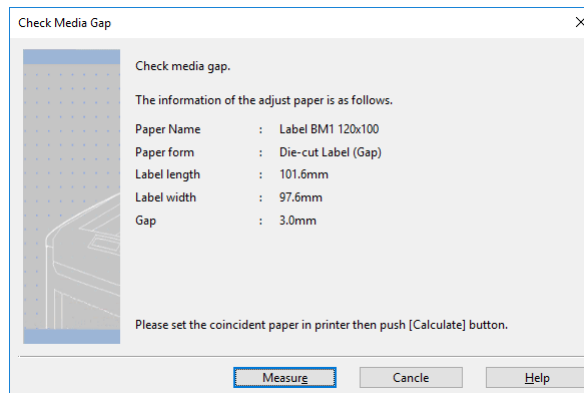 Check Media Gap
Check media gap.
The information of the adjust paper is as follows.
Paper Name : Label BM1 120x100
Paper form : Die-cut Label (Gap)
Label length : 101.6mm
Label width : 97.6mm
Gap : 3.0mm
Please set the coincident paper in printer then push [Calculate] button.
Measure Cancle Help